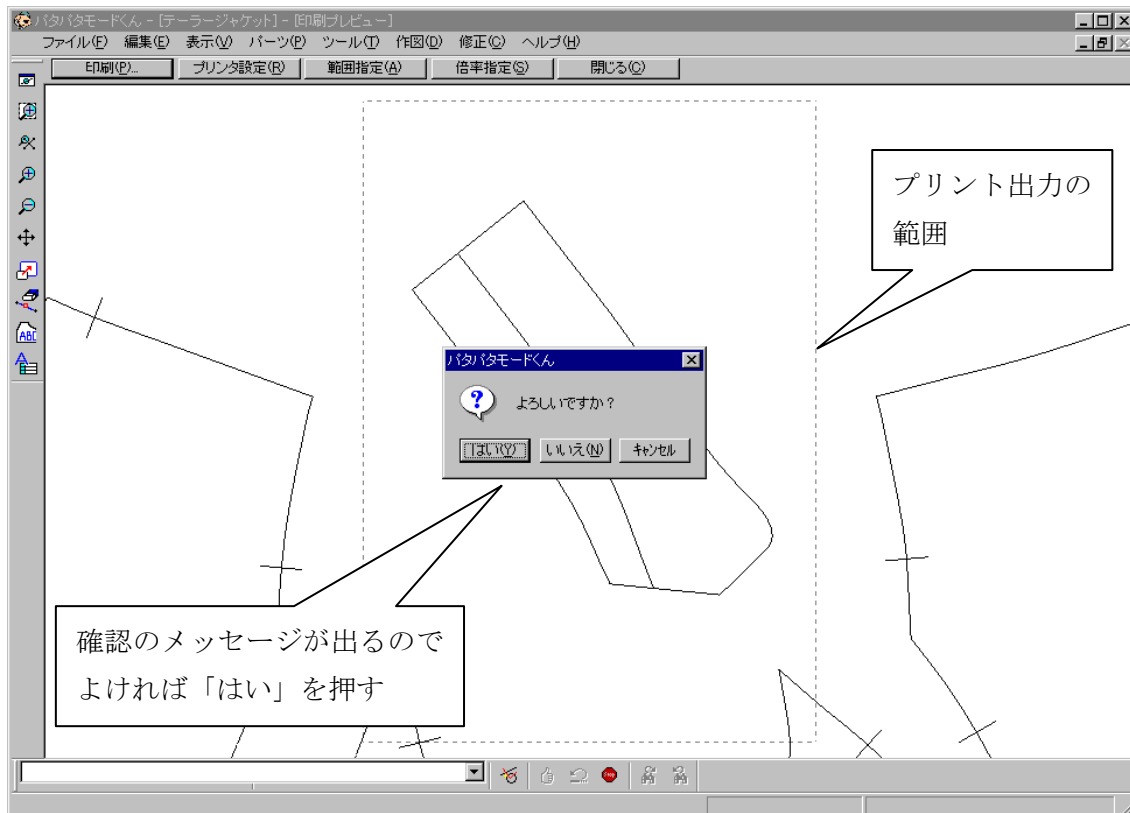 パタパタモードくん - [テーラージャケット] - [印刷プレビュー]
ファイル(F) 編集(E) 表示(V) パーツ(P) ツール(T) 作図(D) 修正(C) ヘルプ(H)
印刷(P)... プリンタ設定(R) 範囲指定(A) 倍率指定(S) 閉じる(C)
プリント出力の
範囲
パタパタモードくん
よろしいですか?
はい(Y) いいえ(N) キャンセル
確認のメッセージが出るので
よければ「はい」を押す
ABC
A